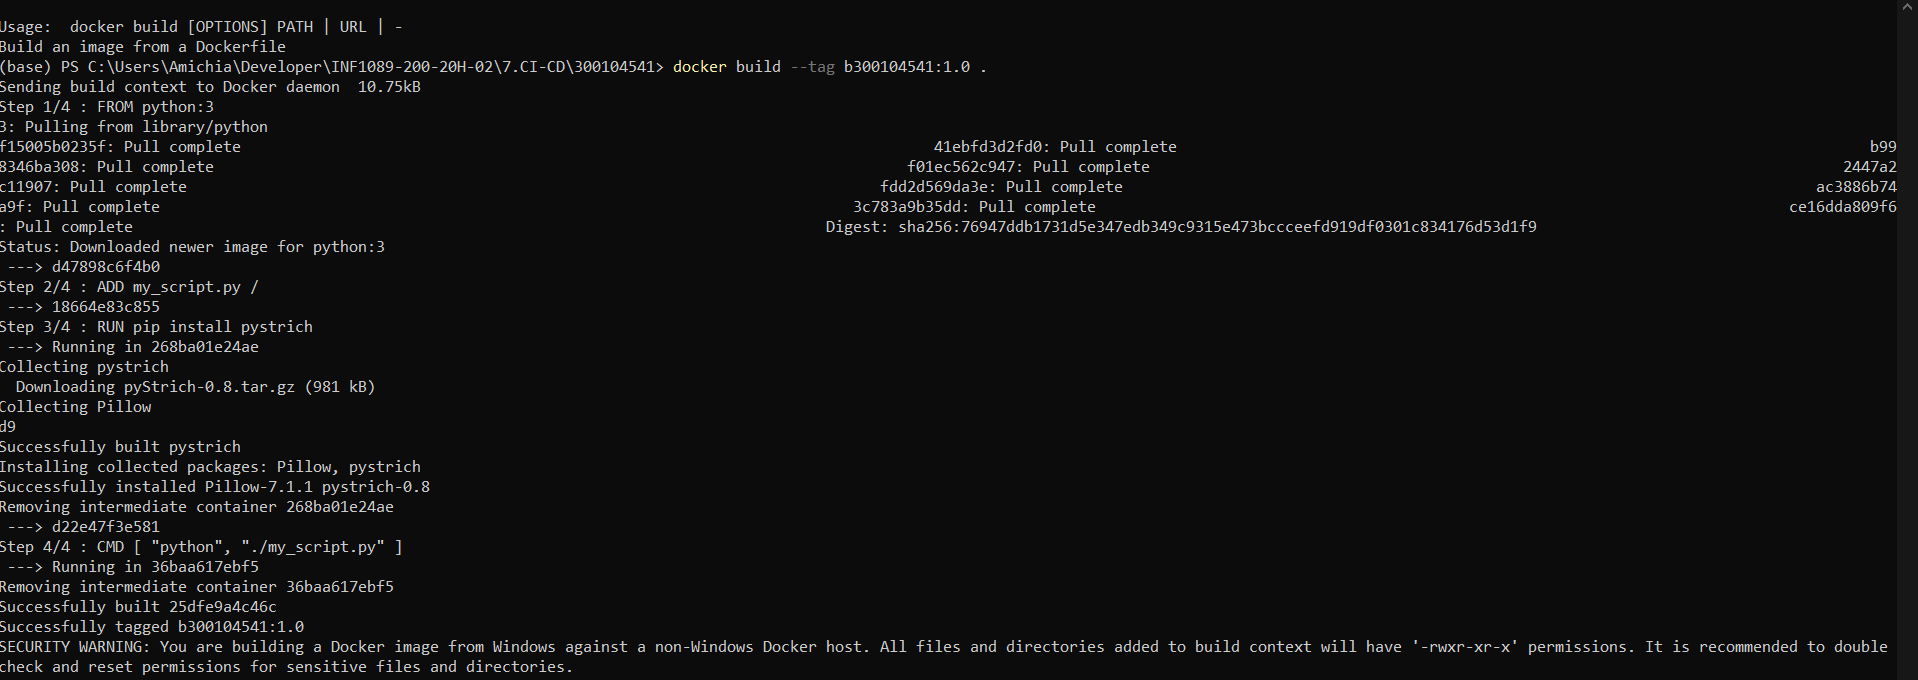 Usage:  docker build [OPTIONS] PATH | URL | -
Build an image from a Dockerfile
(base) PS C:\Users\Amichia\Developer\INF1089-200-20H-02\7.CI-CD\300104541> docker build --tag b300104541:1.0 .
Sending build context to Docker daemon  10.75kB
Step 1/4 : FROM python:3
3: Pulling from library/python
f15005b0235f: Pull complete 41ebfd3d2fd0: Pull complete b99
8346ba308: Pull complete f01ec562c947: Pull complete 2447a2
c11907: Pull complete fdd2d569da3e: Pull complete ac3886b74
a9f: Pull complete 3c783a9b35dd: Pull complete ce16dda809f6
: Pull complete Digest: sha256:76947ddb1731d5e347edb349c9315e473bccceefd919df0301c834176d53d1f9
Status: Downloaded newer image for python:3
 ---> d47898c6f4b0
Step 2/4 : ADD my_script.py /
 ---> 18664e83c855
Step 3/4 : RUN pip install pystrich
 ---> Running in 268ba01e24ae
Collecting pystrich
  Downloading pyStrich-0.8.tar.gz (981 kB)
Collecting Pillow
d9
Successfully built pystrich
Installing collected packages: Pillow, pystrich
Successfully installed Pillow-7.1.1 pystrich-0.8
Removing intermediate container 268ba01e24ae
 ---> d22e47f3e581
Step 4/4 : CMD [ "python", "./my_script.py" ]
 ---> Running in 36baa617ebf5
Removing intermediate container 36baa617ebf5
Successfully built 25dfe9a4c46c
Successfully tagged b300104541:1.0
SECURITY WARNING: You are building a Docker image from Windows against a non-Windows Docker host. All files and directories added to build context will have '-rwxr-xr-x' permissions. It is recommended to double
check and reset permissions for sensitive files and directories.